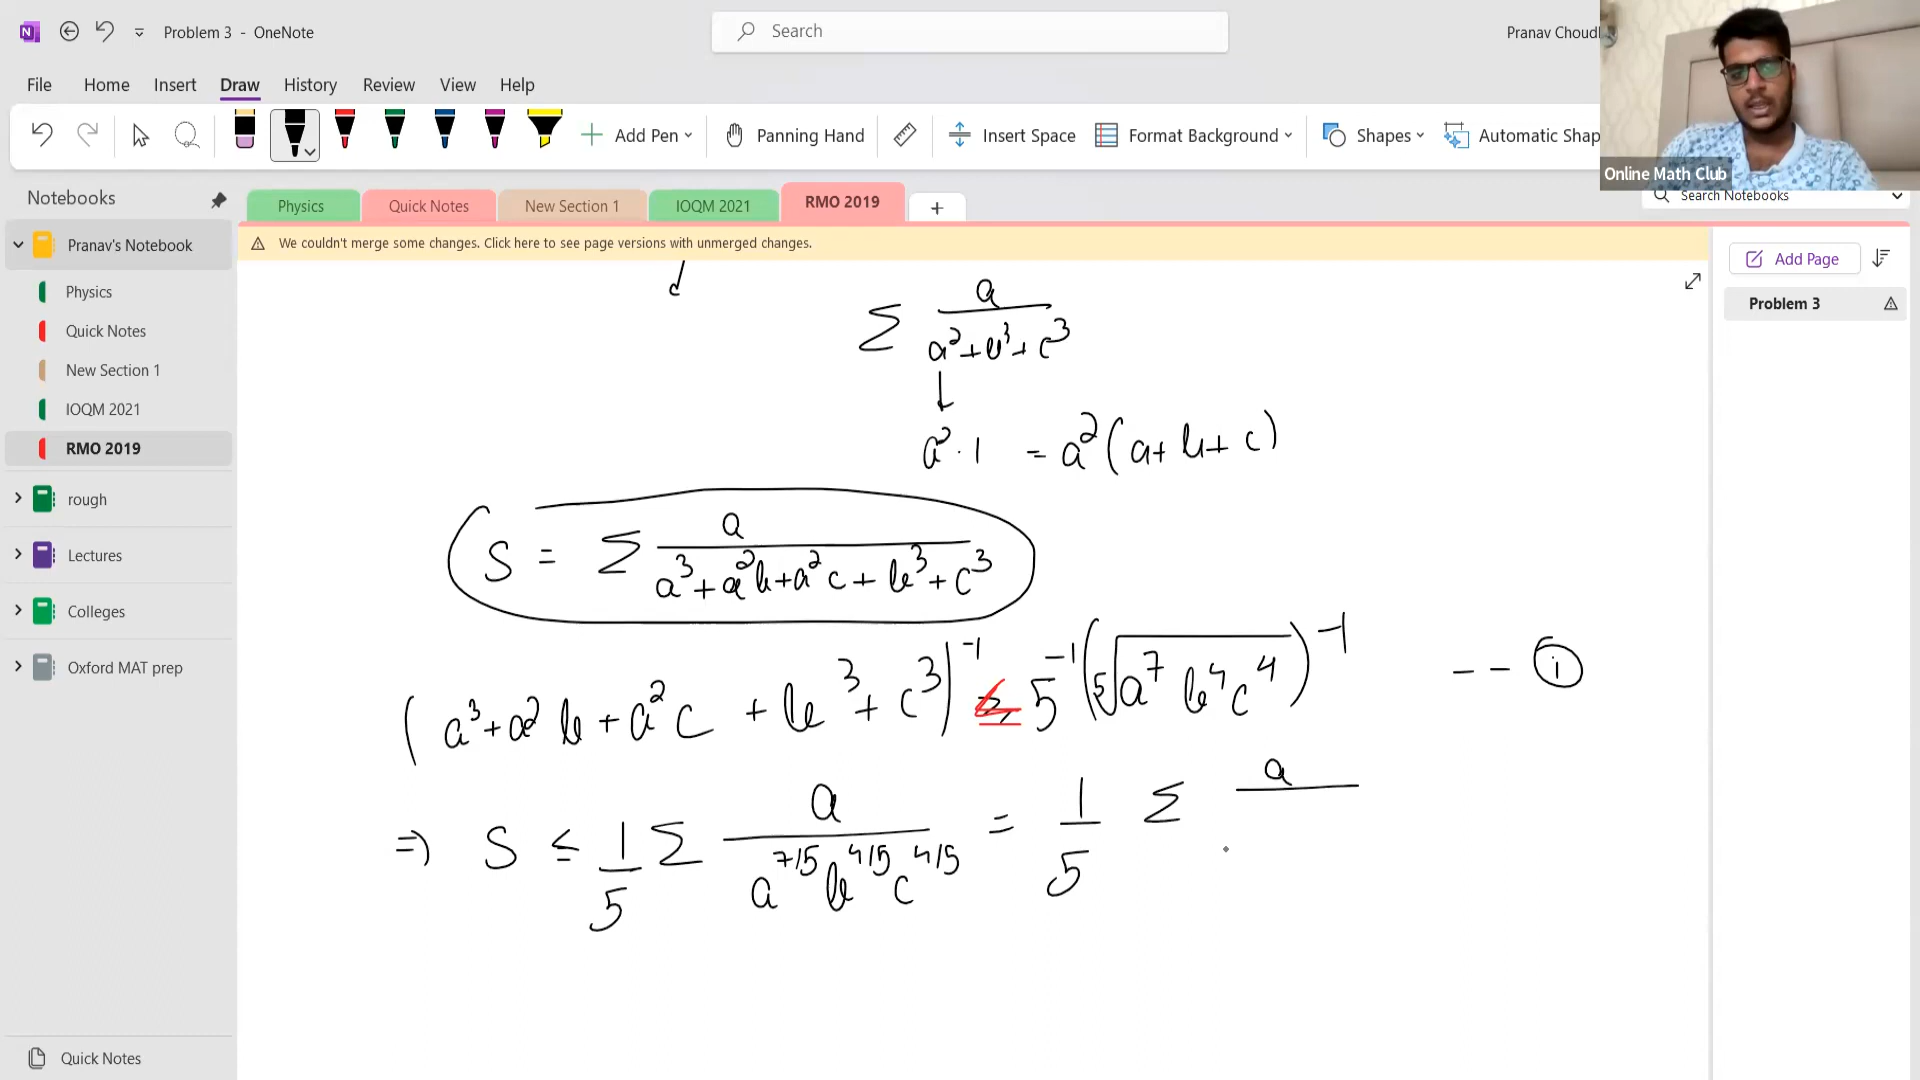 Problem 3 - OneNote
Search
Pranav Choudh
File Home Insert Draw History Review View Help
Add Pen Panning Hand Insert Space Format Background Shapes Automatic Shap
Online Math Club
Notebooks
Physics Quick Notes New Section 1 IOQM 2021 RMO 2019 +
Search Notebooks
We couldn't merge some changes. Click here to see page versions with unmerged changes.
Pranav's Notebook
Physics
Quick Notes
New Section 1
IOQM 2021
RMO 2019
rough
Lectures
Colleges
Oxford MAT prep
Quick Notes
Add Page
Problem 3
Σ a / (a² + b³ + c³)
↓
a² · 1 = a² (a + b + c)
S = Σ a / (a³ + a²b + a²c + b³ + c³)
(a³ + a²b + a²c + b³ + c³)⁻¹ ≤ 5⁻¹ (⁵√(a⁷ b⁴ c⁴))⁻¹ -- ①
⇒ S ≤ 1/5 Σ a / (a^7/5 b^4/5 c^4/5) = 1/5 Σ a